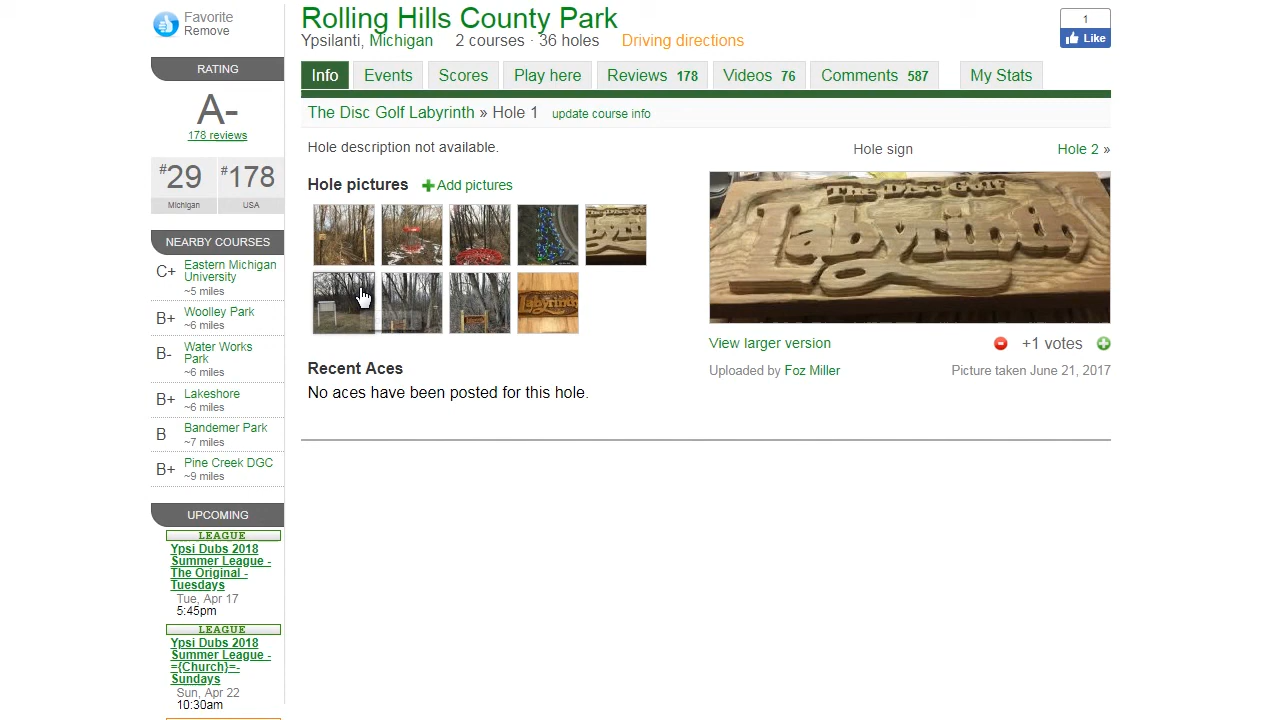 Favorite
Remove
RATING
A-
178 reviews
#29
Michigan
#178
USA
NEARBY COURSES
C+ Eastern Michigan
University
~5 miles
B+ Woolley Park
~6 miles
B- Water Works
Park
~6 miles
B+ Lakeshore
~6 miles
B Bandemer Park
~7 miles
B+ Pine Creek DGC
~9 miles
UPCOMING
LEAGUE
Ypsi Dubs 2018
Summer League -
The Original -
Tuesdays
Tue, Apr 17
5:45pm
LEAGUE
Ypsi Dubs 2018
Summer League -
={Church}=-
Sundays
Sun, Apr 22
10:30am
Rolling Hills County Park
Ypsilanti, Michigan 2 courses · 36 holes Driving directions
1
Like
Info Events Scores Play here Reviews 178 Videos 76 Comments 587 My Stats
The Disc Golf Labyrinth » Hole 1 update course info
Hole description not available.
Hole pictures Add pictures
Labyrinth
Recent Aces
No aces have been posted for this hole.
Hole sign Hole 2 »
The Disc Golf
Labyrinth
View larger version +1 votes
Uploaded by Foz Miller Picture taken June 21, 2017